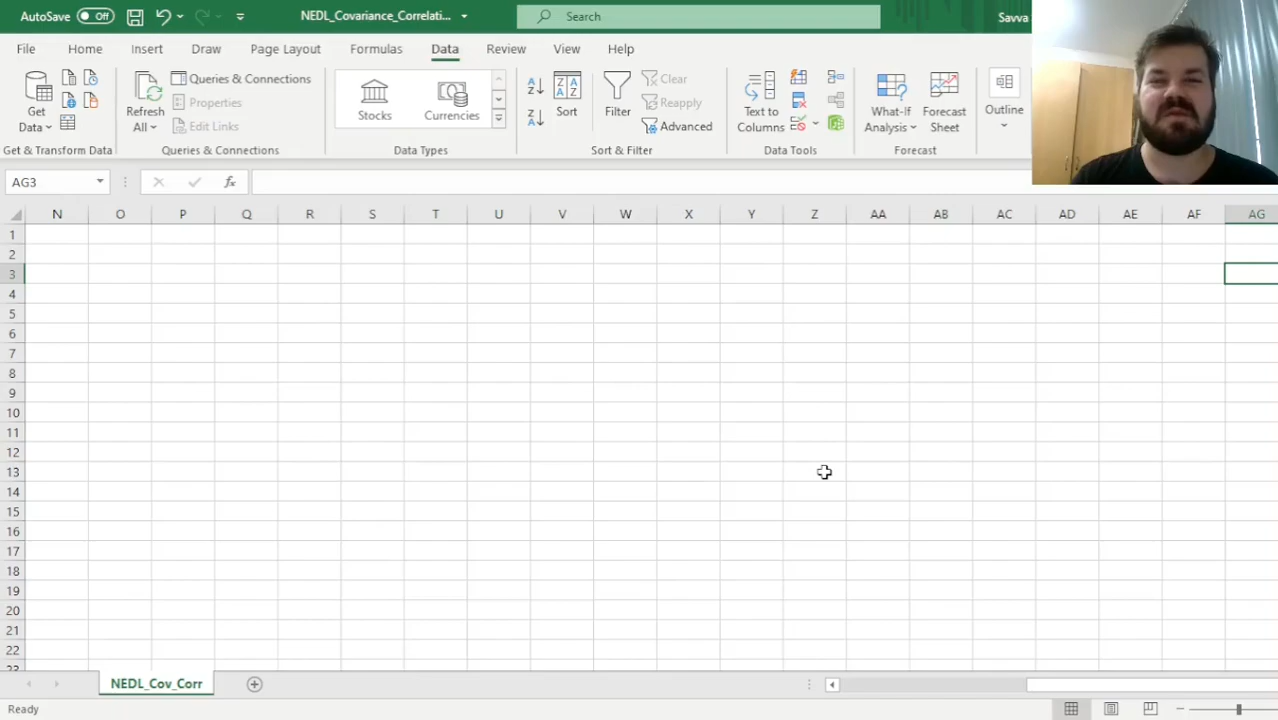 AutoSave Off NEDL_Covariance_Correlati... Search Savva
File Home Insert Draw Page Layout Formulas Data Review View Help
Get Data
Refresh All
Queries & Connections
Properties
Edit Links
Stocks
Currencies
Sort
Filter
Clear
Reapply
Advanced
Text to Columns
What-If Analysis
Forecast Sheet
Outline
Get & Transform Data Queries & Connections Data Types Sort & Filter Data Tools Forecast
AG3 fx
N O P Q R S T U V W X Y Z AA AB AC AD AE AF AG
1
2
3
4
5
6
7
8
9
10
11
12
13
14
15
16
17
18
19
20
21
22
23
NEDL_Cov_Corr
Ready